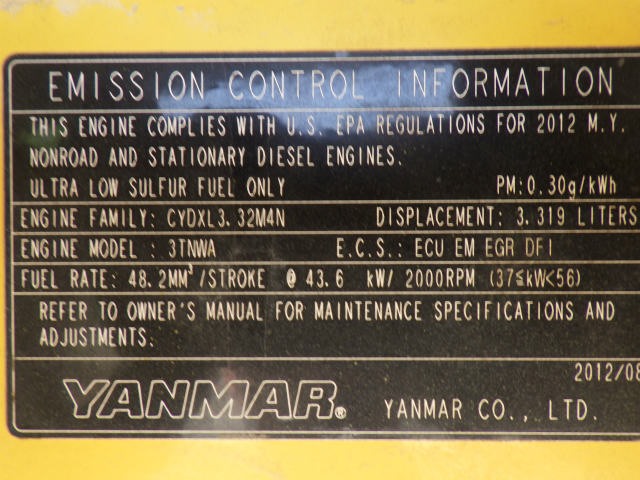 EMISSION CONTROL INFORMATION
THIS ENGINE COMPLIES WITH U.S. EPA REGULATIONS FOR 2012 M.Y.
NONROAD AND STATIONARY DIESEL ENGINES.
ULTRA LOW SULFUR FUEL ONLY PM:0.30g/kWh
ENGINE FAMILY: CYDXL3.32M4N DISPLACEMENT: 3.319 LITERS
ENGINE MODEL : 3TNWA E.C.S.: ECU EM EGR DFI
FUEL RATE: 48.2MM³/STROKE @ 43.6 kW/ 2000RPM (37≦kW<56)
REFER TO OWNER'S MANUAL FOR MAINTENANCE SPECIFICATIONS AND
ADJUSTMENTS.
2012/08
YANMAR® YANMAR CO., LTD.